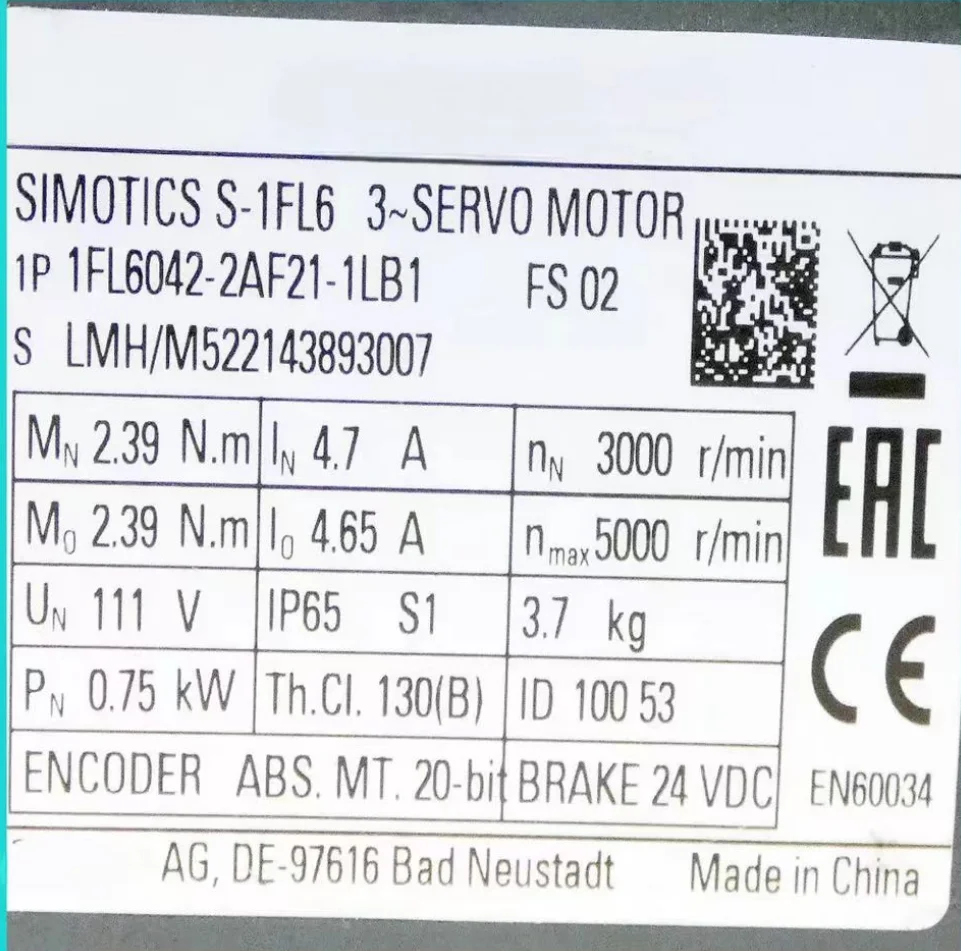 SIMOTICS S-1FL6 3~SERVO MOTOR
1P 1FL6042-2AF21-1LB1 FS 02
S LMH/M522143893007
MN 2.39 N.m IN 4.7 A nN 3000 r/min
M0 2.39 N.m I0 4.65 A nmax 5000 r/min
UN 111 V IP65 S1 3.7 kg
PN 0.75 kW Th.Cl. 130(B) ID 100 53
ENCODER ABS. MT. 20-bit BRAKE 24 VDC
EAC
CE
EN60034
AG, DE-97616 Bad Neustadt Made in China